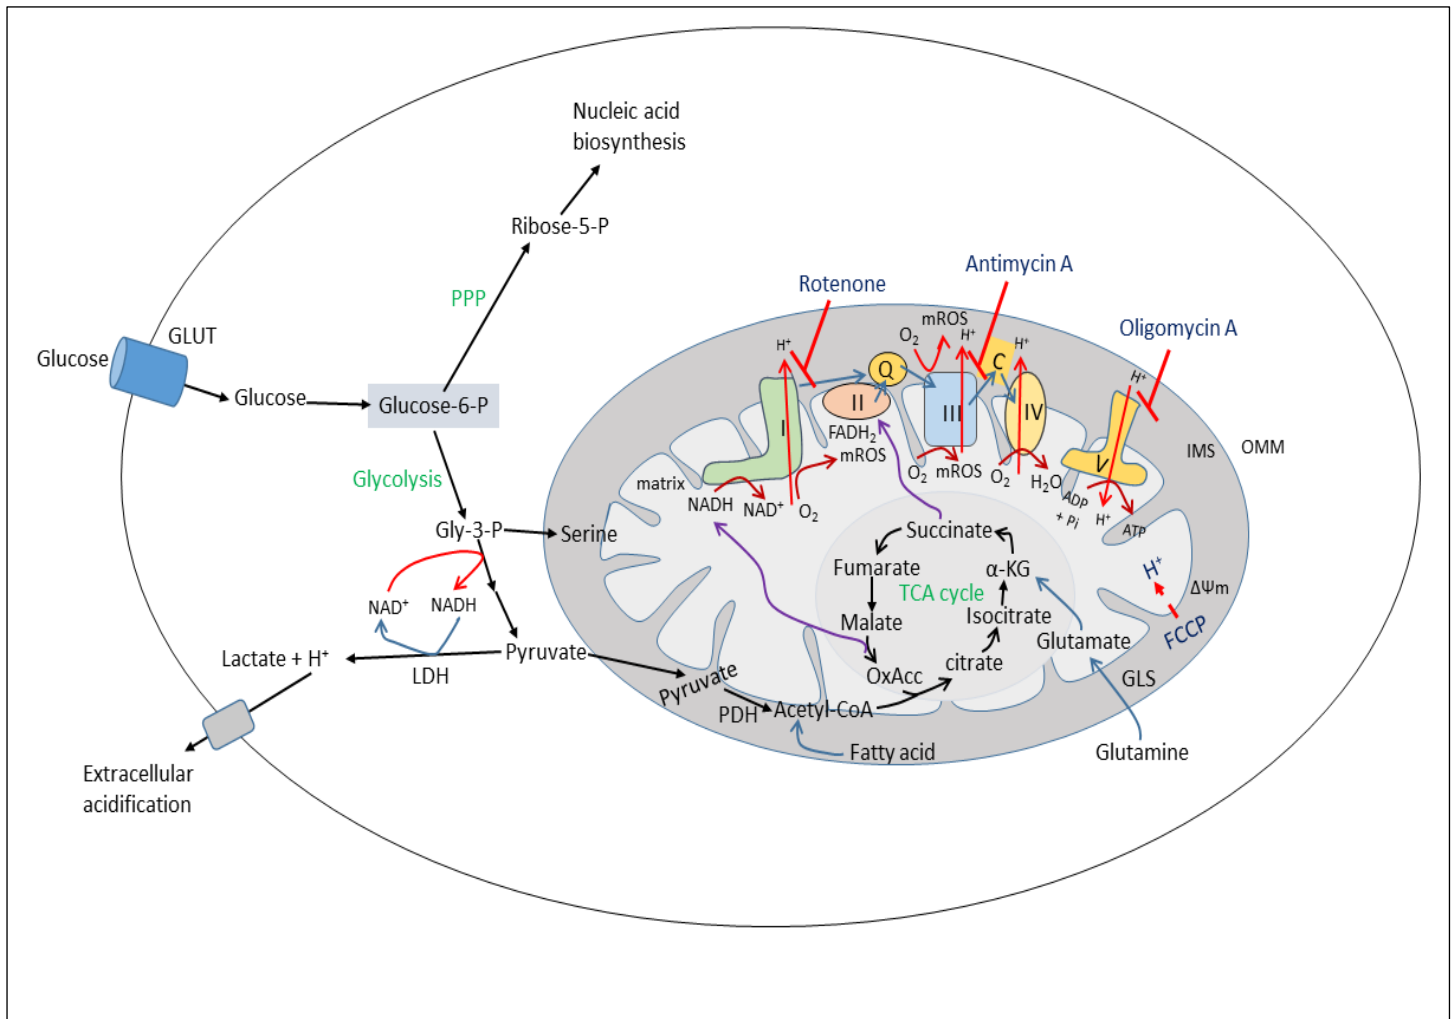 Nucleic acid
biosynthesis
Ribose-5-P
PPP
GLUT
Glucose
Glucose
Glucose-6-P
Glycolysis
Gly-3-P
Serine
NAD⁺
NADH
Lactate + H⁺
LDH
Pyruvate
Extracellular
acidification
Rotenone
Antimycin A
Oligomycin A
H⁺
O₂
mROS
H⁺
H⁺
H⁺
Q
C
I
II
III
IV
V
FADH₂
mROS
matrix
NADH
NAD⁺
O₂
O₂
mROS
O₂
H₂O
ADP
+ Pi
H⁺
ATP
IMS
OMM
Succinate
Fumarate
α-KG
TCA cycle
Malate
Isocitrate
OxAcc
citrate
Glutamate
H⁺
ΔΨm
FCCP
GLS
Pyruvate
PDH
Acetyl-CoA
Fatty acid
Glutamine